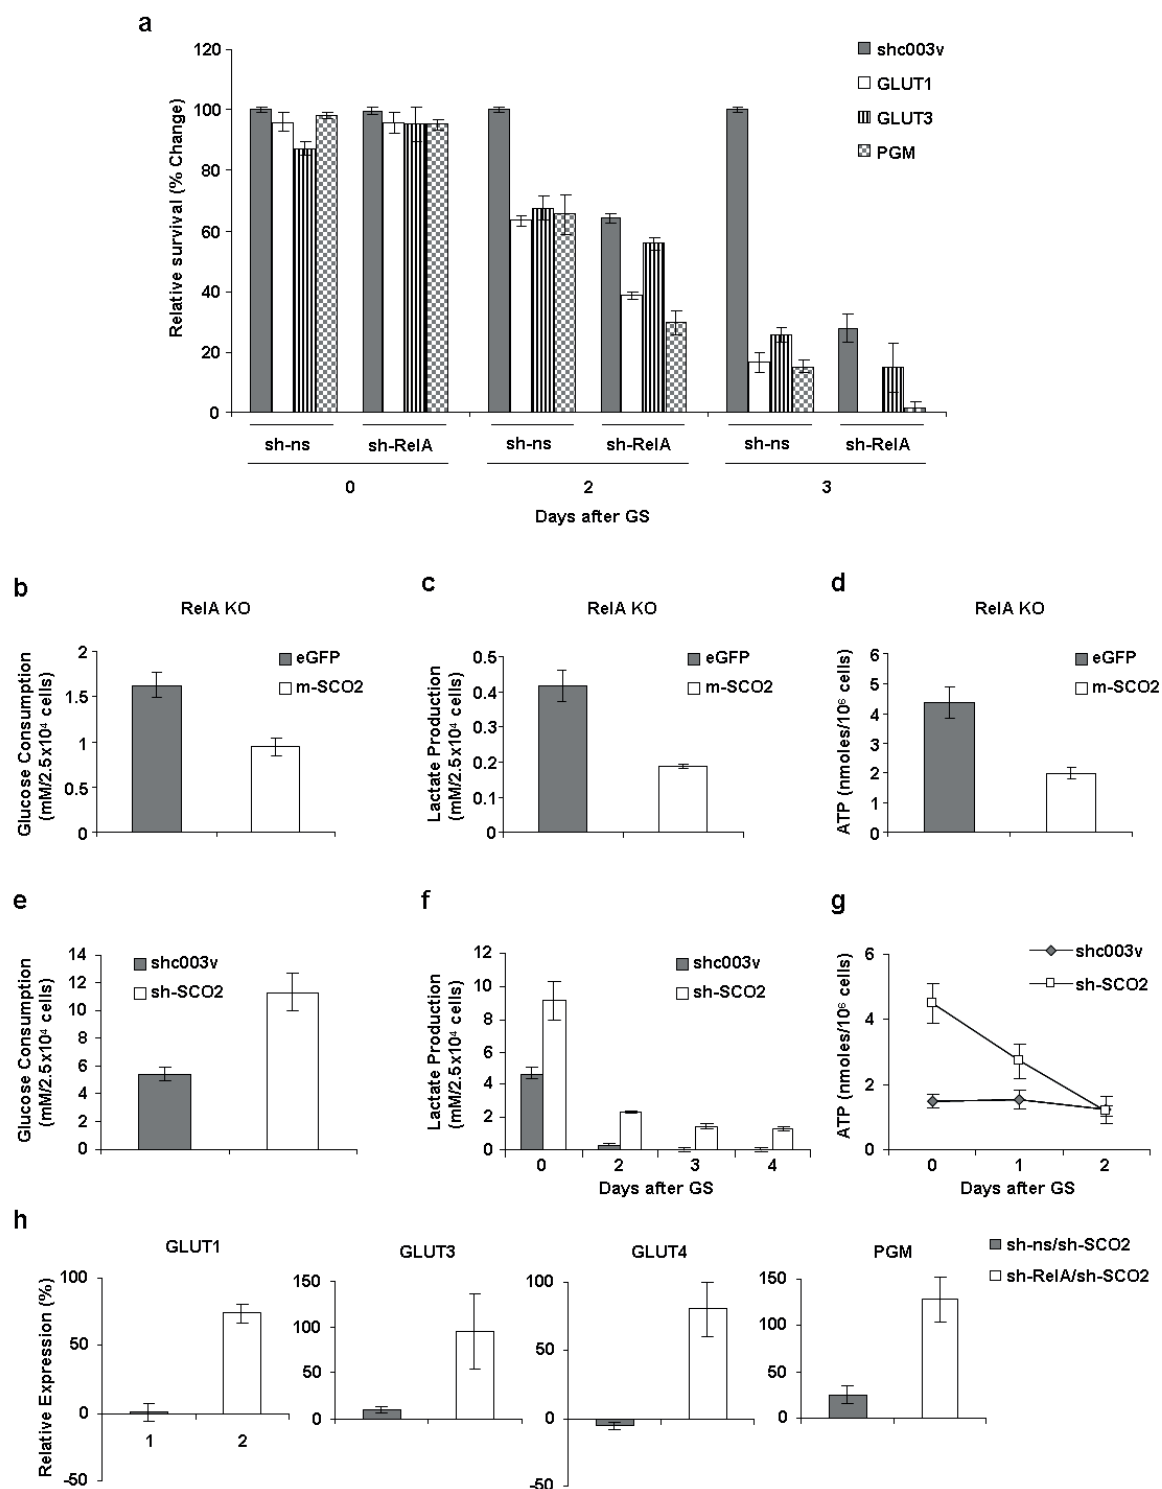 a
120
100
80
60
40
20
0
Relative survival (% Change)
shc003v
GLUT1
GLUT3
PGM
sh-ns sh-RelA sh-ns sh-RelA sh-ns sh-RelA
0 2 3
Days after GS
b
RelA KO
Glucose Consumption
(mM/2.5x10⁴ cells)
2
1.5
1
0.5
0
eGFP
m-SCO2
c
RelA KO
Lactate Production
(mM/2.5x10⁴ cells)
0.5
0.4
0.3
0.2
0.1
0
eGFP
m-SCO2
d
RelA KO
ATP (nmoles/10⁶ cells)
6
5
4
3
2
1
0
eGFP
m-SCO2
e
Glucose Consumption
(mM/2.5x10⁴ cells)
14
12
10
8
6
4
2
0
shc003v
sh-SCO2
f
Lactate Production
(mM/2.5x10⁴ cells)
12
10
8
6
4
2
0
shc003v
sh-SCO2
0 2 3 4
Days after GS
g
ATP (nmoles/10⁶ cells)
6
4
2
0
shc003v
sh-SCO2
0 1 2
Days after GS
h
Relative Expression (%)
GLUT1
100
50
0
-50
1 2
GLUT3
150
100
50
0
GLUT4
100
50
0
-50
PGM
150
100
50
0
sh-ns/sh-SCO2
sh-RelA/sh-SCO2